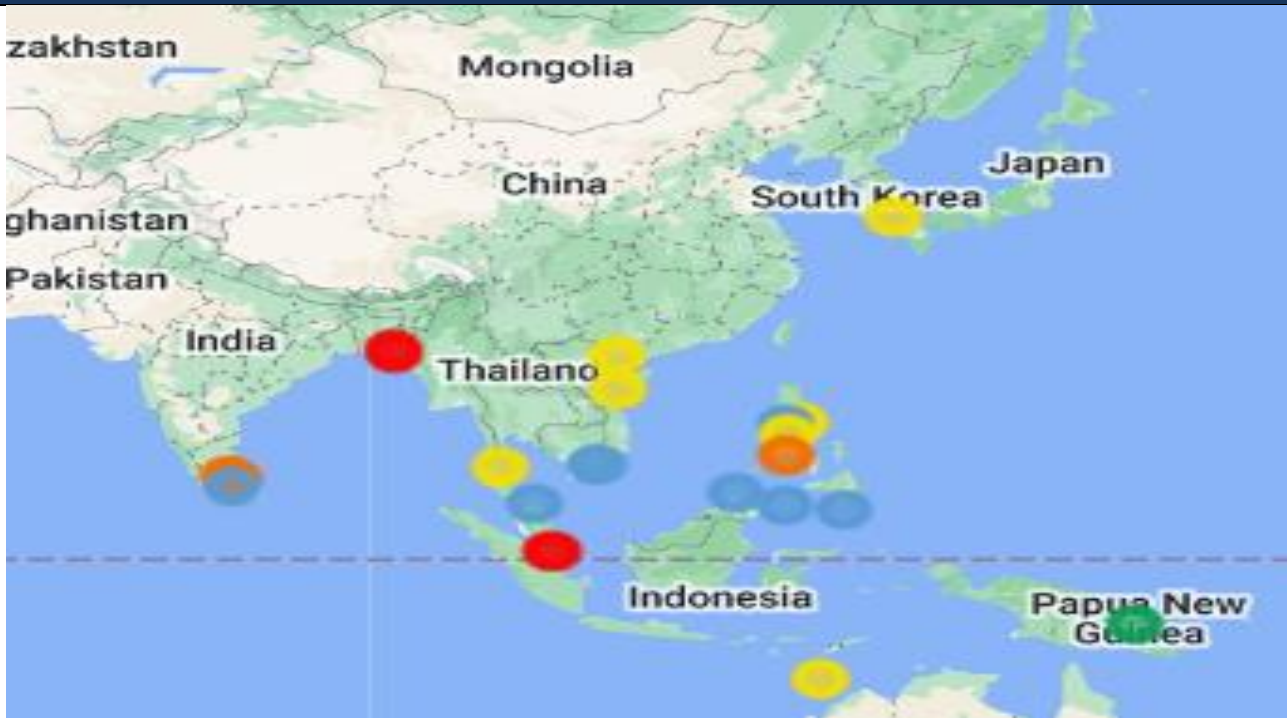 zakhstan
Mongolia
Japan
China
South Korea
ghanistan
Pakistan
India
Thailand
Indonesia
Papua New
Guinea